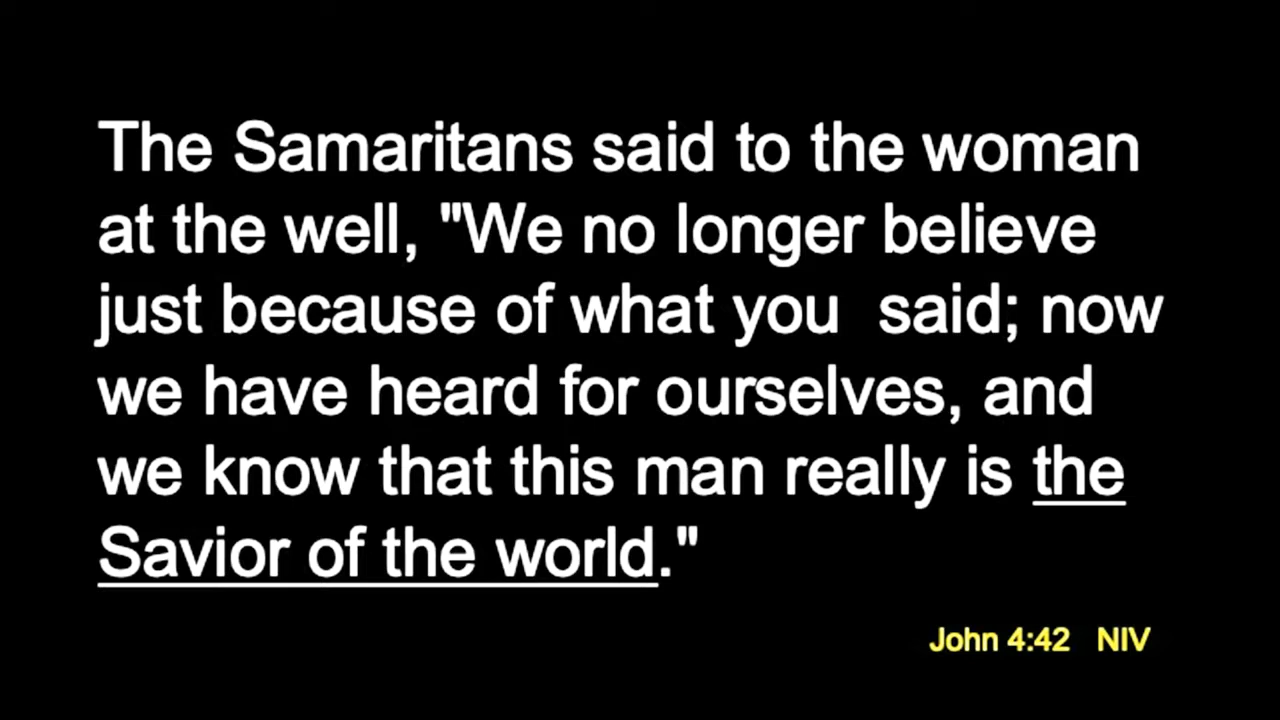 The Samaritans said to the woman
at the well, "We no longer believe
just because of what you  said; now
we have heard for ourselves, and
we know that this man really is the
Savior of the world."
John 4:42   NIV